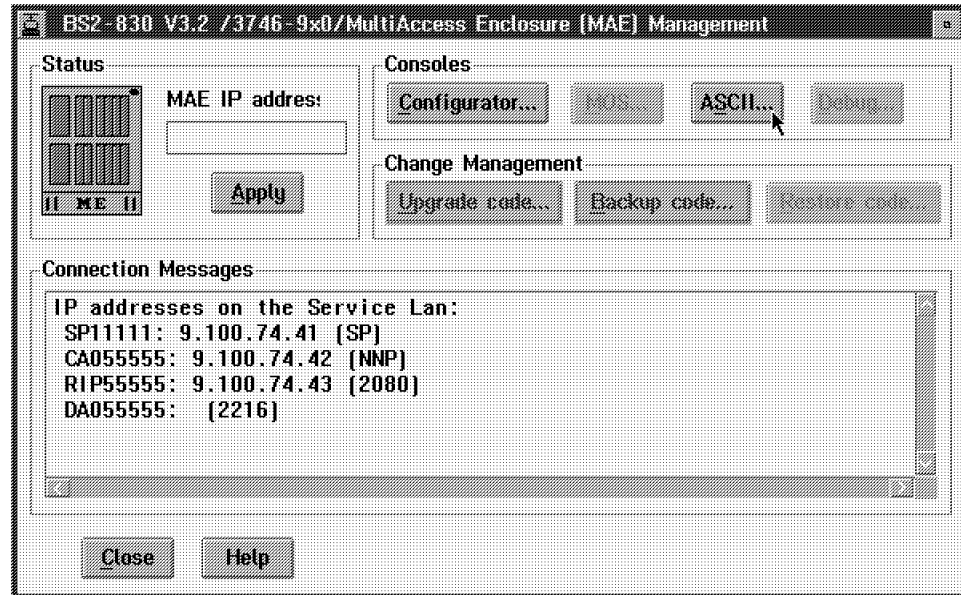 BS2-830 V3.2 /3746-9x0/MultiAccess Enclosure (MAE) Management
Status
MAE IP addres
Apply
II ME II
Consoles
Configurator...
MOS...
ASCII...
Debug...
Change Management
Upgrade code...
Backup code...
Restore code...
Connection Messages
IP addresses on the Service Lan:
SP11111: 9.100.74.41 (SP)
CA055555: 9.100.74.42 (NNP)
RIP55555: 9.100.74.43 (2080)
DA055555: (2216)
Close
Help